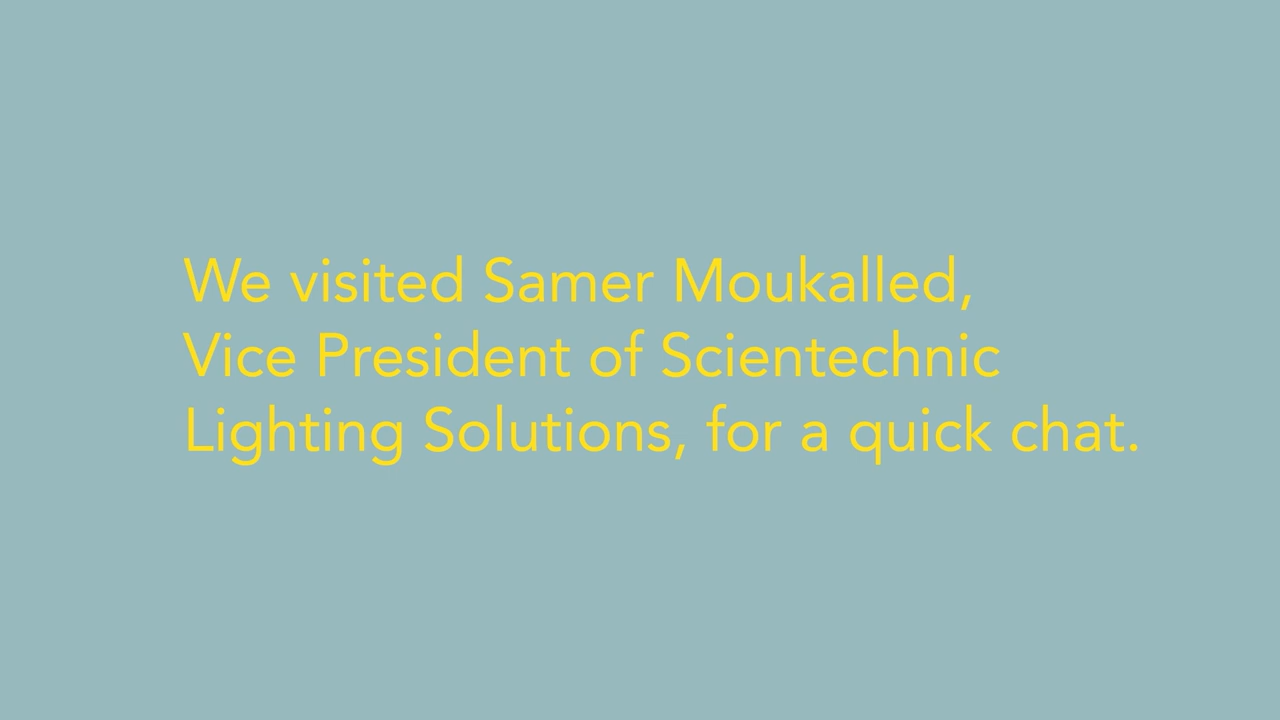 We visited Samer Moukalled,
Vice President of Scientechnic
Lighting Solutions, for a quick chat.